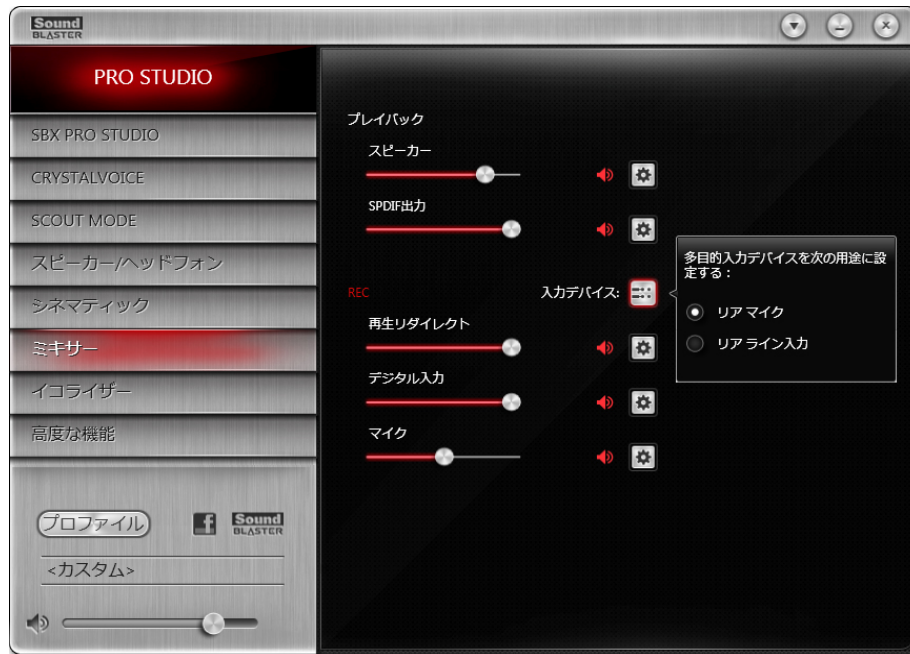 Sound
BLASTER
PRO STUDIO
SBX PRO STUDIO
CRYSTALVOICE
SCOUT MODE
スピーカー/ヘッドフォン
シネマティック
ミキサー
イコライザー
高度な機能
プロファイル
f
Sound
BLASTER
<カスタム>
プレイバック
スピーカー
SPDIF出力
REC
入力デバイス:
再生リダイレクト
デジタル入力
マイク
多目的入力デバイスを次の用途に設
定する：
リア マイク
リア ライン入力